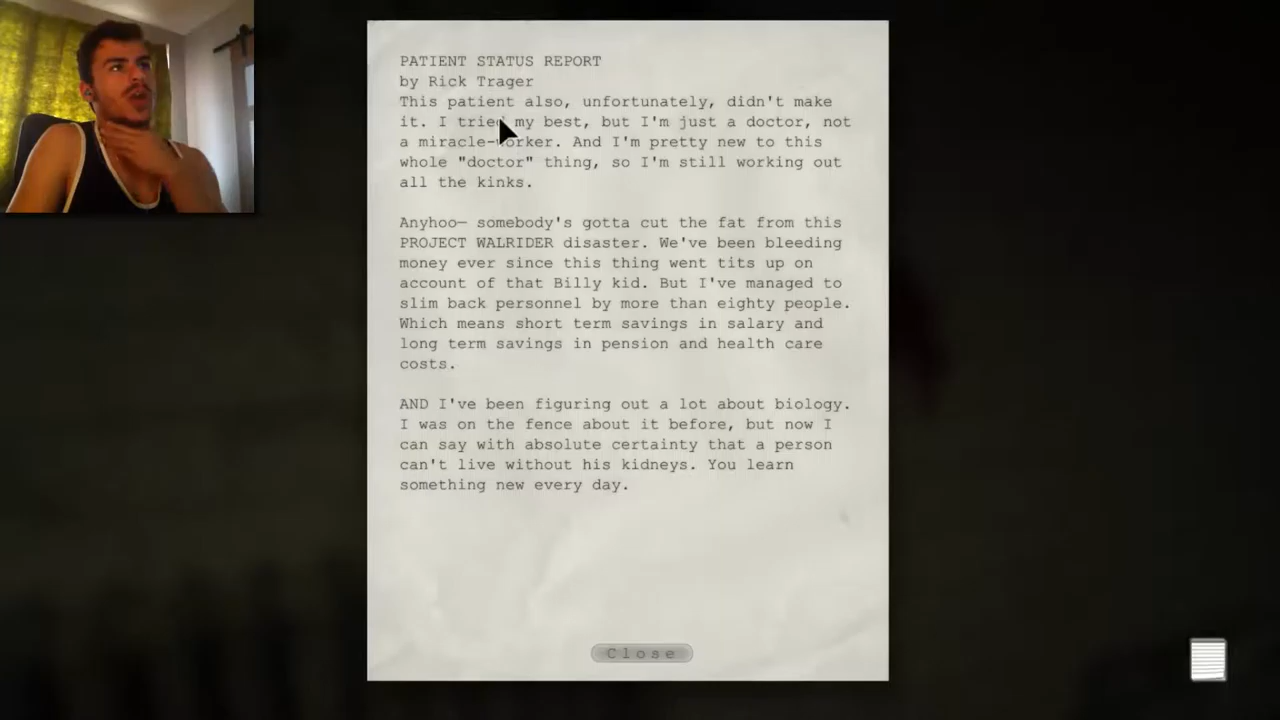 PATIENT STATUS REPORT
by Rick Trager
This patient also, unfortunately, didn't make
it. I tried my best, but I'm just a doctor, not
a miracle-worker. And I'm pretty new to this
whole "doctor" thing, so I'm still working out
all the kinks.
Anyhoo— somebody's gotta cut the fat from this
PROJECT WALRIDER disaster. We've been bleeding
money ever since this thing went tits up on
account of that Billy kid. But I've managed to
slim back personnel by more than eighty people.
Which means short term savings in salary and
long term savings in pension and health care
costs.
AND I've been figuring out a lot about biology.
I was on the fence about it before, but now I
can say with absolute certainty that a person
can't live without his kidneys. You learn
something new every day.
Close